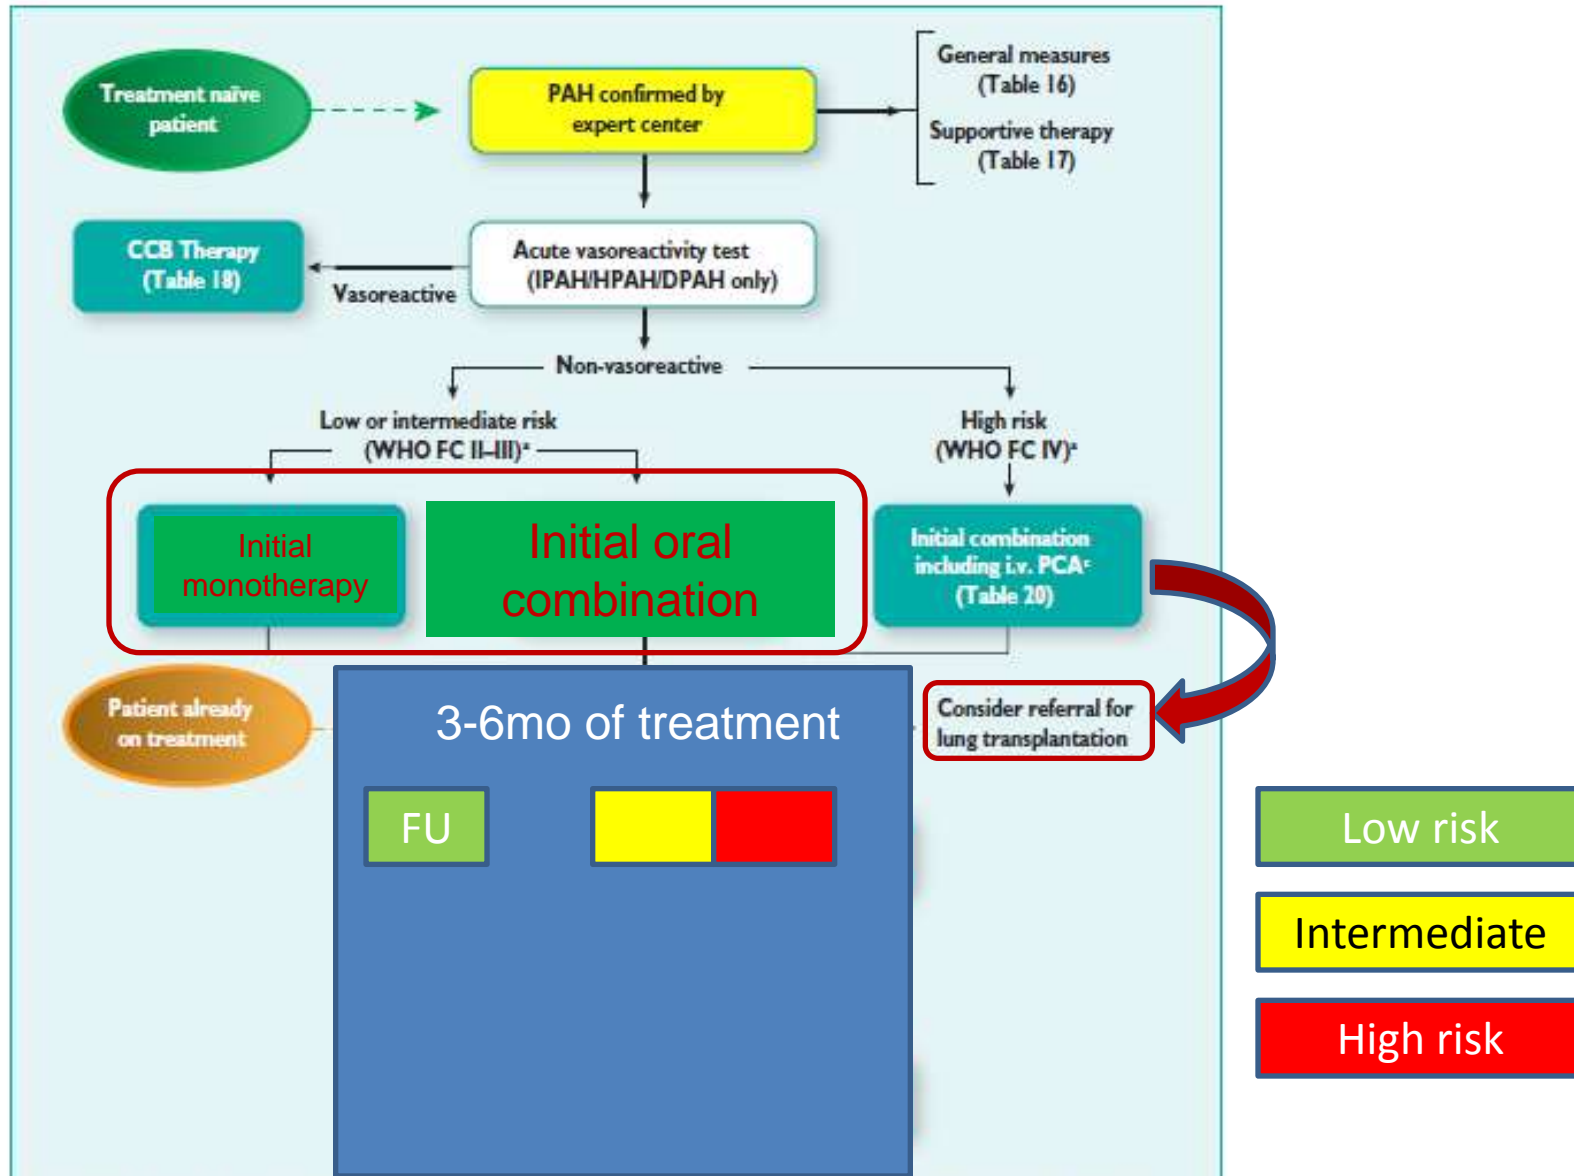 Treatment naïve
patient
PAH confirmed by
expert center
General measures
(Table 16)
Supportive therapy
(Table 17)
CCB Therapy
(Table 18)
Vasoreactive
Acute vasoreactivity test
(IPAH/HPAH/DPAH only)
Non-vasoreactive
Low or intermediate risk
(WHO FC II–III)ᵃ
High risk
(WHO FC IV)ᵃ
Initial
monotherapy
Initial oral
combination
Initial combination
including i.v. PCAᶜ
(Table 20)
Patient already
on treatment
3-6mo of treatment
Consider referral for
lung transplantation
FU
Low risk
Intermediate
High risk